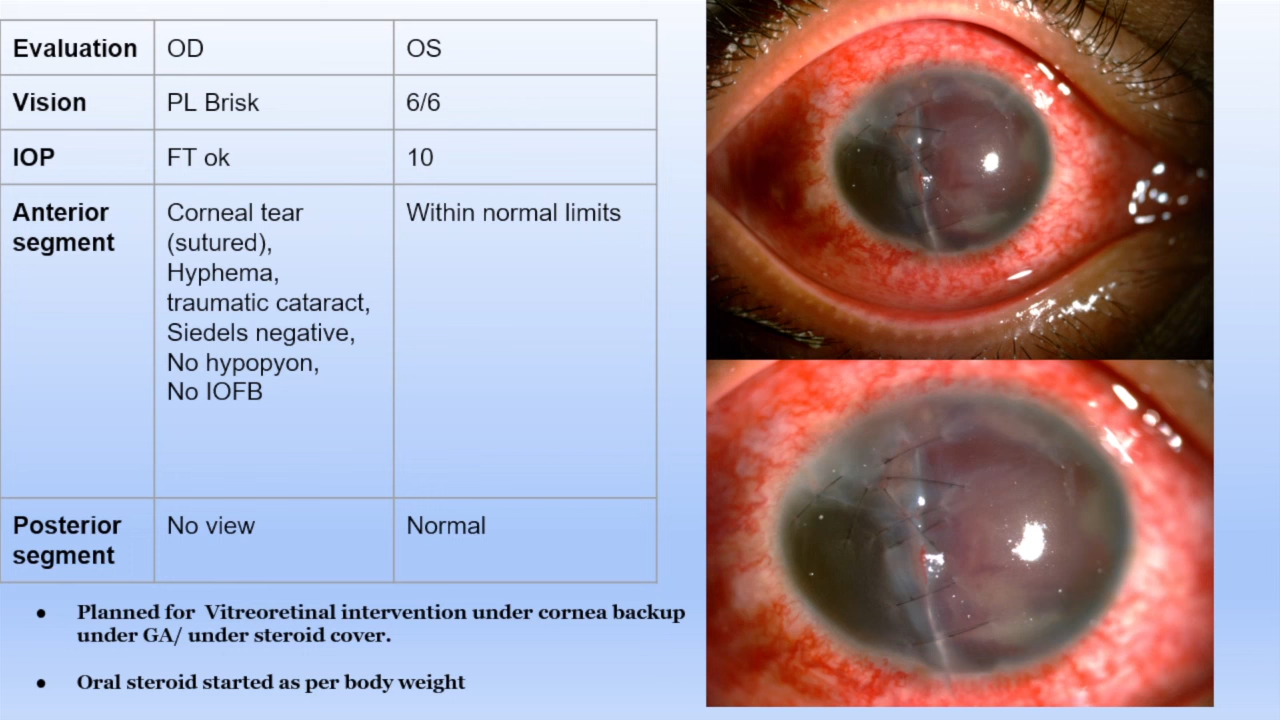 Evaluation OD OS
Vision PL Brisk 6/6
IOP FT ok 10
Anterior segment
Corneal tear
(sutured),
Hyphema,
traumatic cataract,
Siedels negative,
No hypopyon,
No IOFB
Within normal limits
Posterior segment
No view
Normal
● Planned for Vitreoretinal intervention under cornea backup
under GA/ under steroid cover.
● Oral steroid started as per body weight